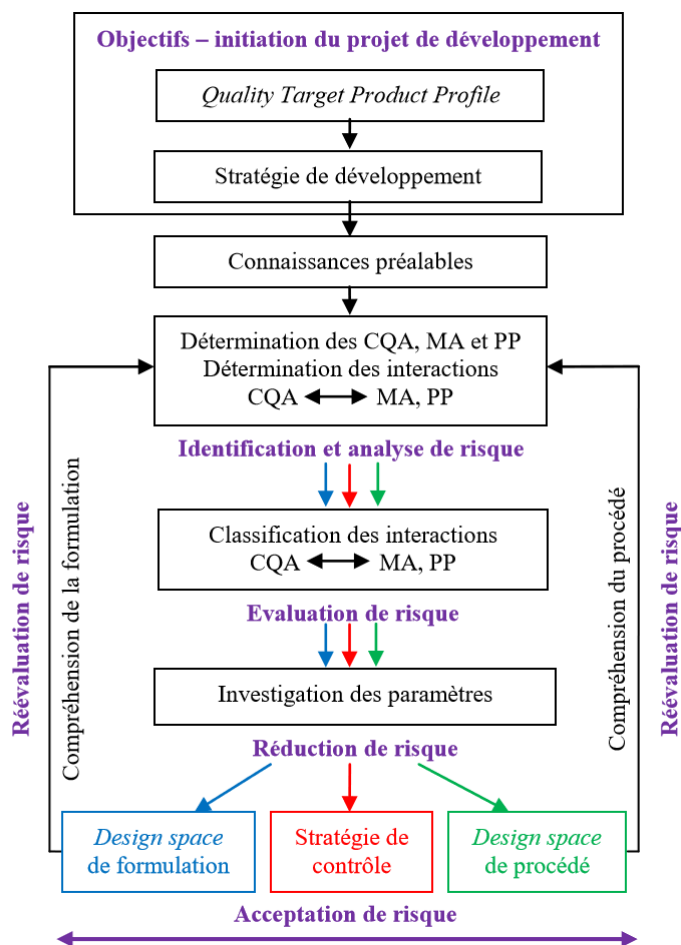 Objectifs – initiation du projet de développement
Quality Target Product Profile
Stratégie de développement
Connaissances préalables
Détermination des CQA, MA et PP
Détermination des interactions
CQA MA, PP
Identification et analyse de risque
Classification des interactions
CQA MA, PP
Evaluation de risque
Investigation des paramètres
Réduction de risque
Réévaluation de risque
Compréhension de la formulation
Compréhension du procédé
Réévaluation de risque
Design space
de formulation
Stratégie de
contrôle
Design space
de procédé
Acceptation de risque